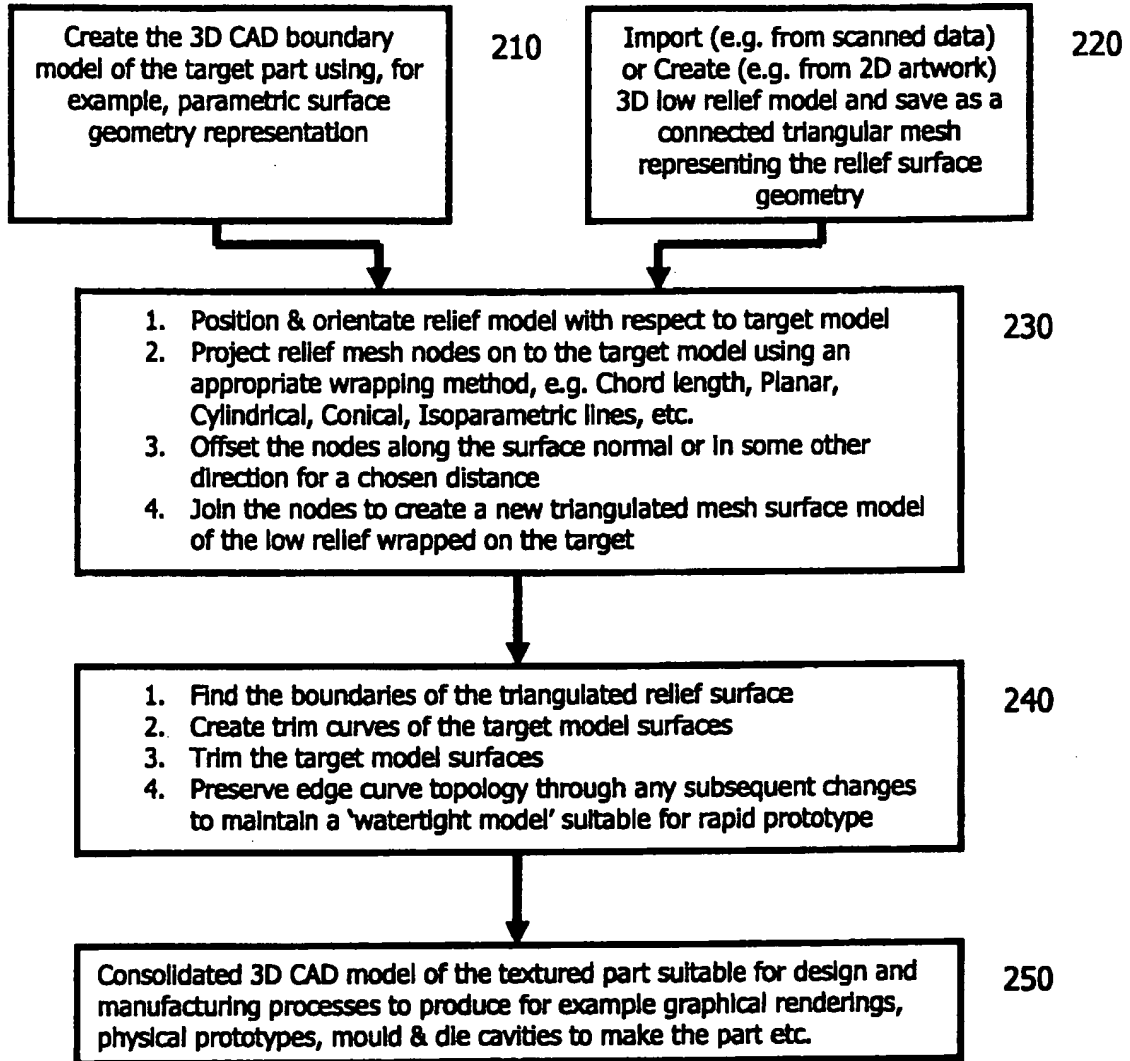 Create the 3D CAD boundary
model of the target part using, for
example, parametric surface
geometry representation
210
Import (e.g. from scanned data)
or Create (e.g. from 2D artwork)
3D low relief model and save as a
connected triangular mesh
representing the relief surface
geometry
220
1. Position & orientate relief model with respect to target model
2. Project relief mesh nodes on to the target model using an
appropriate wrapping method, e.g. Chord length, Planar,
Cylindrical, Conical, Isoparametric lines, etc.
3. Offset the nodes along the surface normal or in some other
direction for a chosen distance
4. Join the nodes to create a new triangulated mesh surface model
of the low relief wrapped on the target
230
1. Find the boundaries of the triangulated relief surface
2. Create trim curves of the target model surfaces
3. Trim the target model surfaces
4. Preserve edge curve topology through any subsequent changes
to maintain a 'watertight model' suitable for rapid prototype
240
Consolidated 3D CAD model of the textured part suitable for design and
manufacturing processes to produce for example graphical renderings,
physical prototypes, mould & die cavities to make the part etc.
250